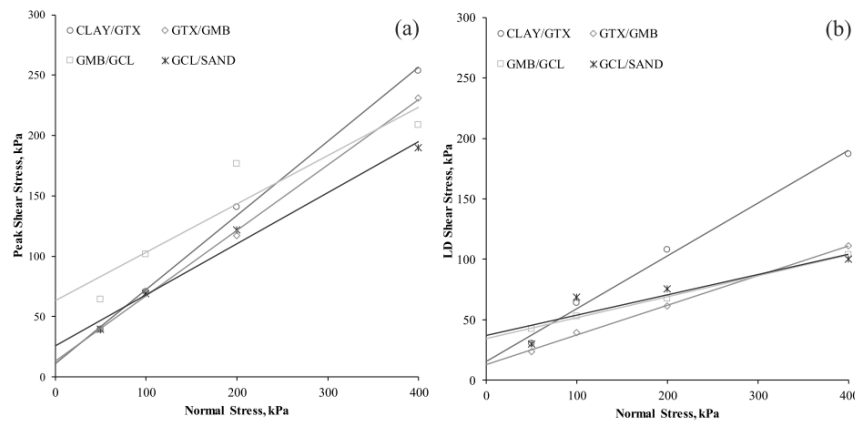 (a)
CLAY/GTX
GTX/GMB
GMB/GCL
GCL/SAND
Peak Shear Stress, kPa
300
250
200
150
100
50
0
0 100 200 300 400
Normal Stress, kPa
(b)
CLAY/GTX
GTX/GMB
GMB/GCL
GCL/SAND
LD Shear Stress, kPa
300
250
200
150
100
50
0
0 100 200 300 400
Normal Stress, kPa